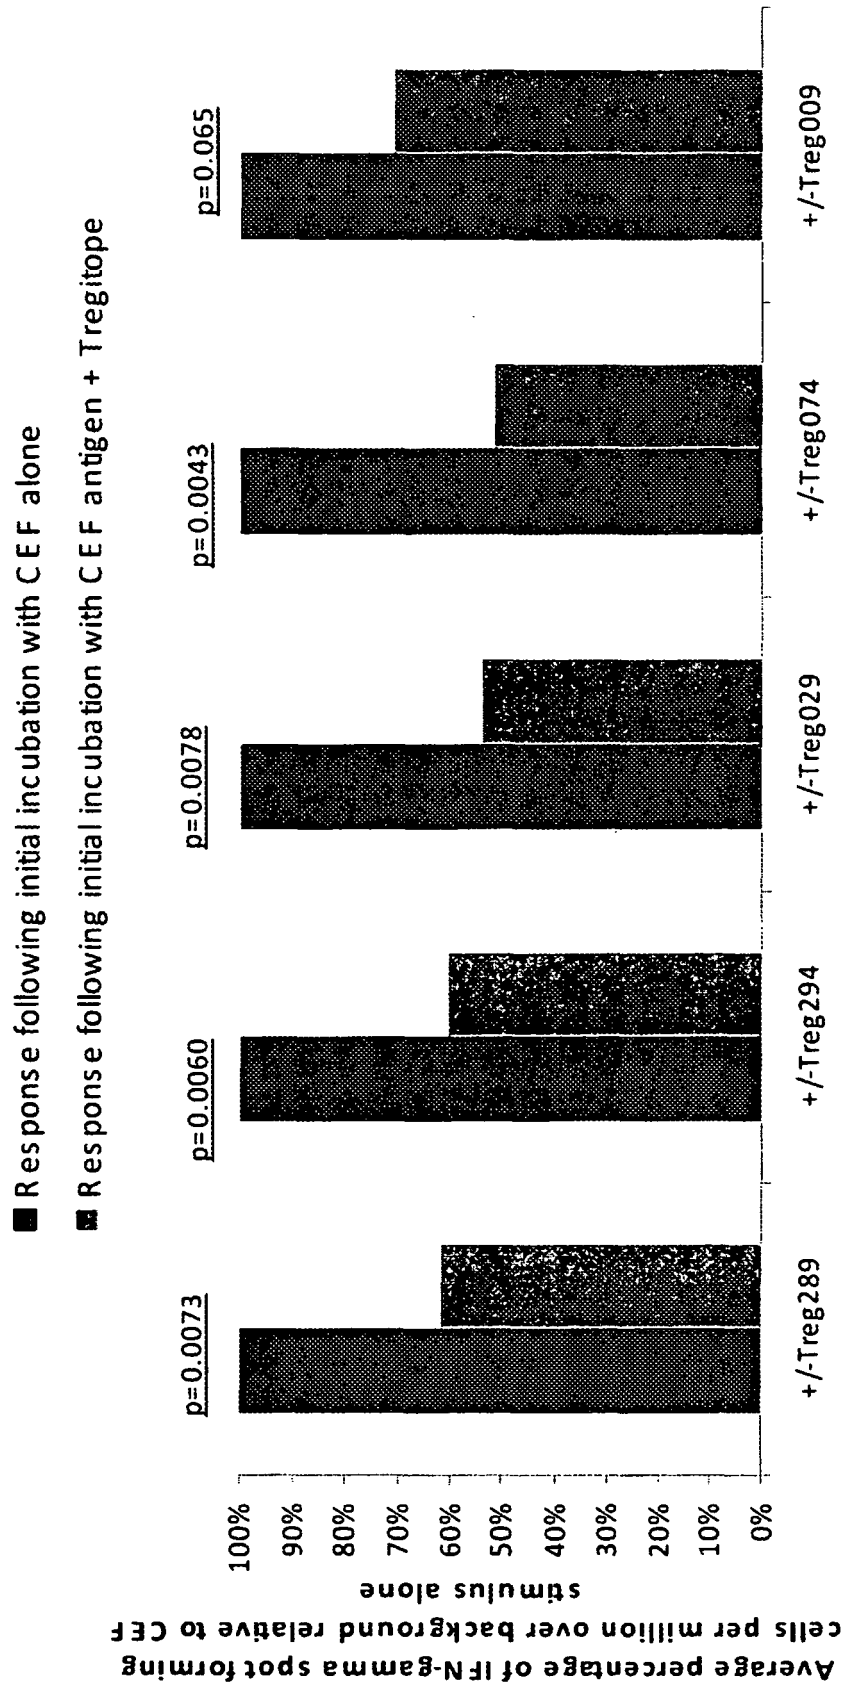 Response following initial incubation with CEF alone
Response following initial incubation with CEF antigen + Tregitope
p=0.0073
p=0.0060
p=0.0078
p=0.0043
p=0.065
Average percentage of IFN-gamma spot forming
cells per million over background relative to CEF
stimulus alone
100%
90%
80%
70%
60%
50%
40%
30%
20%
10%
0%
+/-Treg289
+/-Treg294
+/-Treg029
+/-Treg074
+/-Treg009